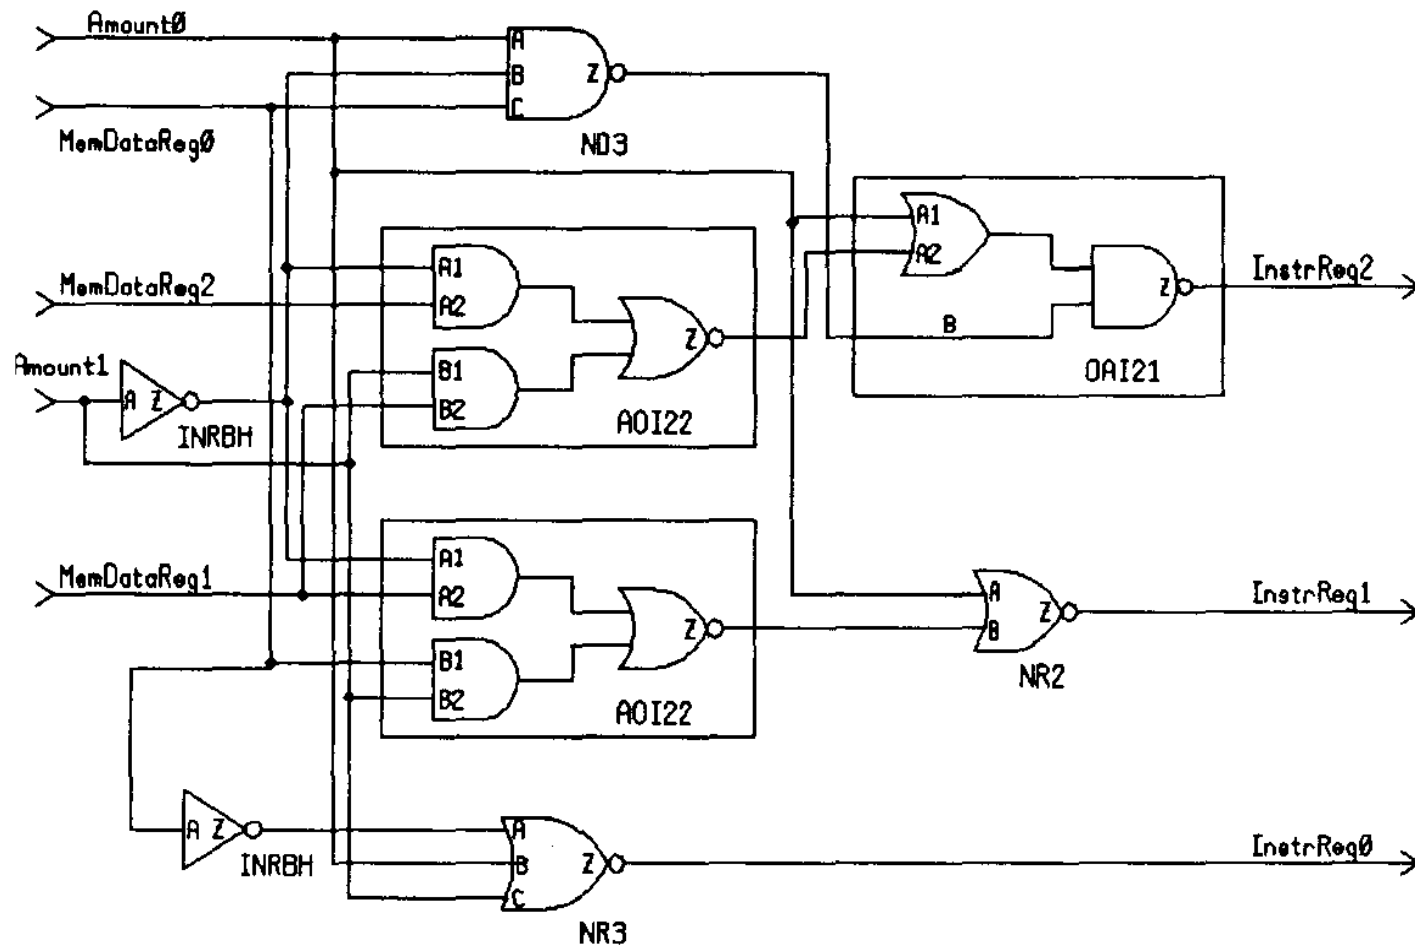 Amount0
A
B
Z
C
MemDataReg0
ND3
A1
A2
A1
MemDataReg2
A2
Z
InstrReg2
B
Z
Amount1
B1
A Z
B2
OAI21
INRBH
AOI22
A1
MemDataReg1
A2
A
InstrReg1
Z
Z
B
B1
NR2
B2
AOI22
A Z
A
INRBH
B
Z
InstrReg0
C
NR3